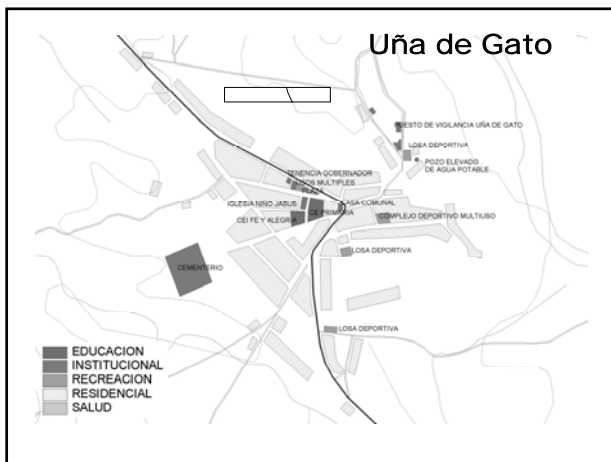 Uña de Gato
PUESTO DE VIGILANCIA UÑA DE GATO
LOSA DEPORTIVA
POZO ELEVADO
DE AGUA POTABLE
TENENCIA GOBERNADOR
USOS MULTIPLES
PLAZA
IGLESIA NIÑO JASUS
CE PRIMARIA
CASA COMUNAL
CEI FE Y ALEGRIA
COMPLEJO DEPORTIVO MULTIUSO
LOSA DEPORTIVA
CEMENTERIO
LOSA DEPORTIVA
EDUCACION
INSTITUCIONAL
RECREACION
RESIDENCIAL
SALUD